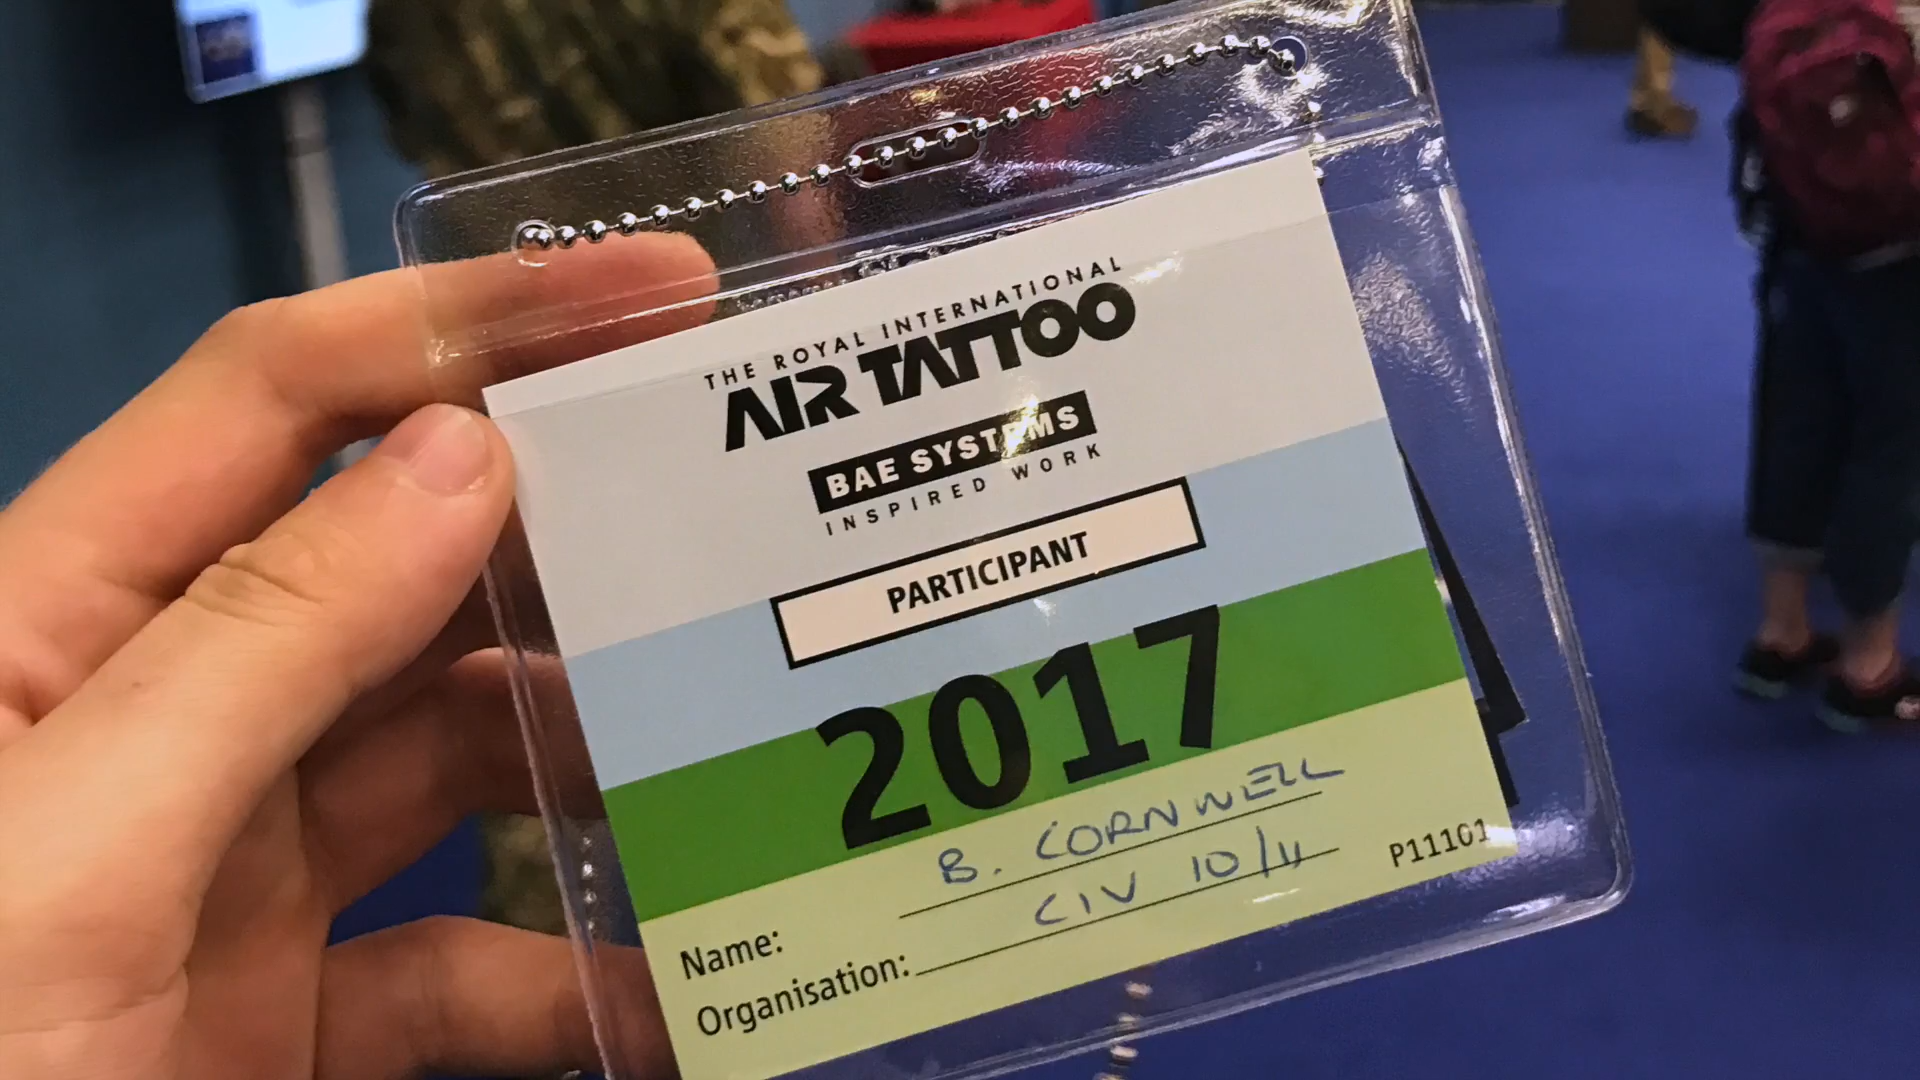 THE ROYAL INTERNATIONAL
AIR TATTOO
BAE SYSTEMS
INSPIRED WORK
PARTICIPANT
2017
Name: B. CORNWELL
Organisation: CIV 10/11
P11101